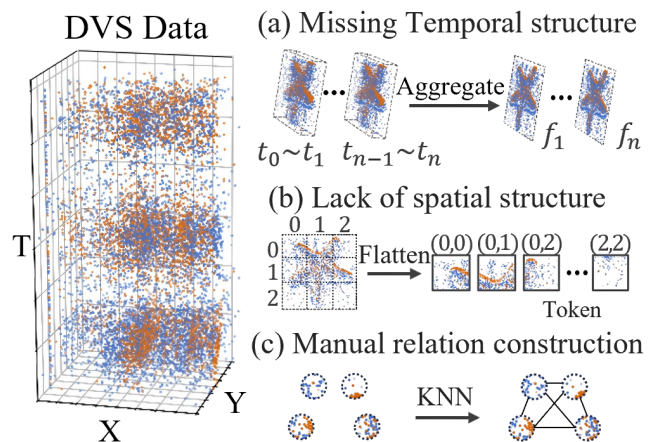 DVS Data
T
X
Y
(a) Missing Temporal structure
... Aggregate ...
t₀~t₁ tₙ₋₁~tₙ f₁ fₙ
(b) Lack of spatial structure
0 1 2
0
1
2
Flatten
(0,0) (0,1) (0,2) (2,2)
...
Token
(c) Manual relation construction
KNN